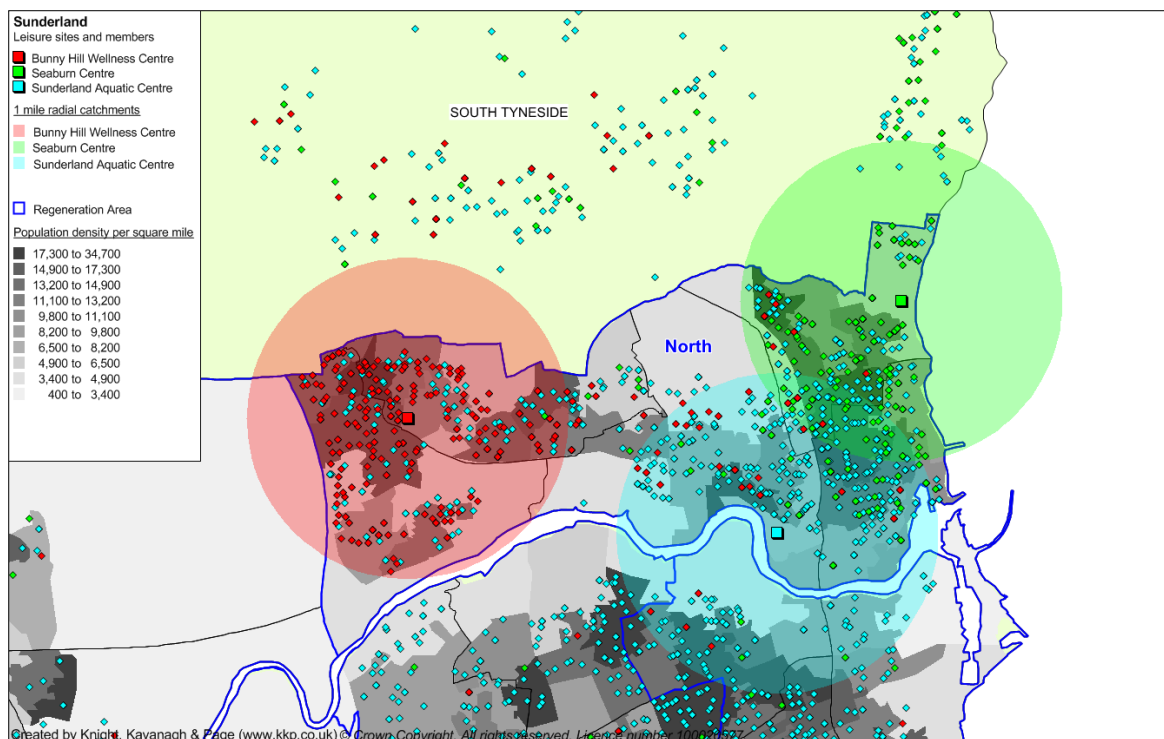 Sunderland
Leisure sites and members
Bunny Hill Wellness Centre
Seaburn Centre
Sunderland Aquatic Centre
1 mile radial catchments
Bunny Hill Wellness Centre
Seaburn Centre
Sunderland Aquatic Centre
Regeneration Area
Population density per square mile
17,300 to 34,700
14,900 to 17,300
13,200 to 14,900
11,100 to 13,200
9,800 to 11,100
8,200 to 9,800
6,500 to 8,200
4,900 to 6,500
3,400 to 4,900
400 to 3,400
SOUTH TYNESIDE
North
Created by Knight, Kavanagh & Page (www.kkp.co.uk) © Crown Copyright. All rights reserved. Licence number